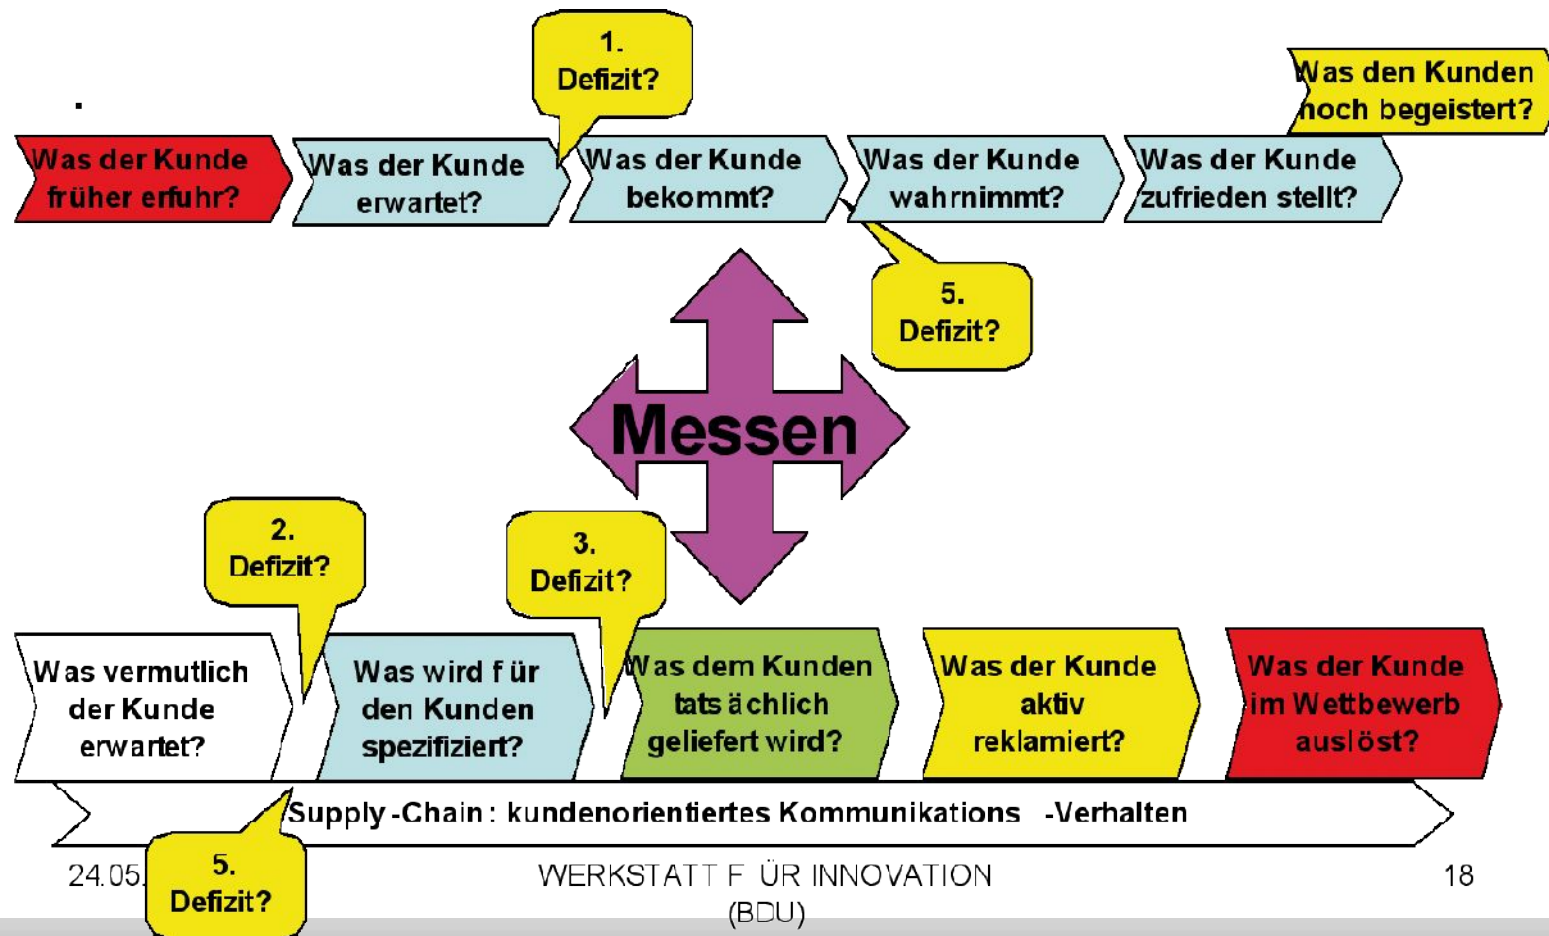 1.
Defizit?
Was den Kunden
noch begeistert?
.
Was der Kunde
früher erfuhr?
Was der Kunde
erwartet?
Was der Kunde
bekommt?
Was der Kunde
wahrnimmt?
Was der Kunde
zufrieden stellt?
5.
Defizit?
Messen
2.
Defizit?
3.
Defizit?
Was vermutlich
der Kunde
erwartet?
Was wird für
den Kunden
spezifiziert?
Was dem Kunden
tatsächlich
geliefert wird?
Was der Kunde
aktiv
reklamiert?
Was der Kunde
im Wettbewerb
auslöst?
Supply-Chain: kundenorientiertes Kommunikations -Verhalten
5.
Defizit?
24.05.
WERKSTATT FÜR INNOVATION
(BDU)
18